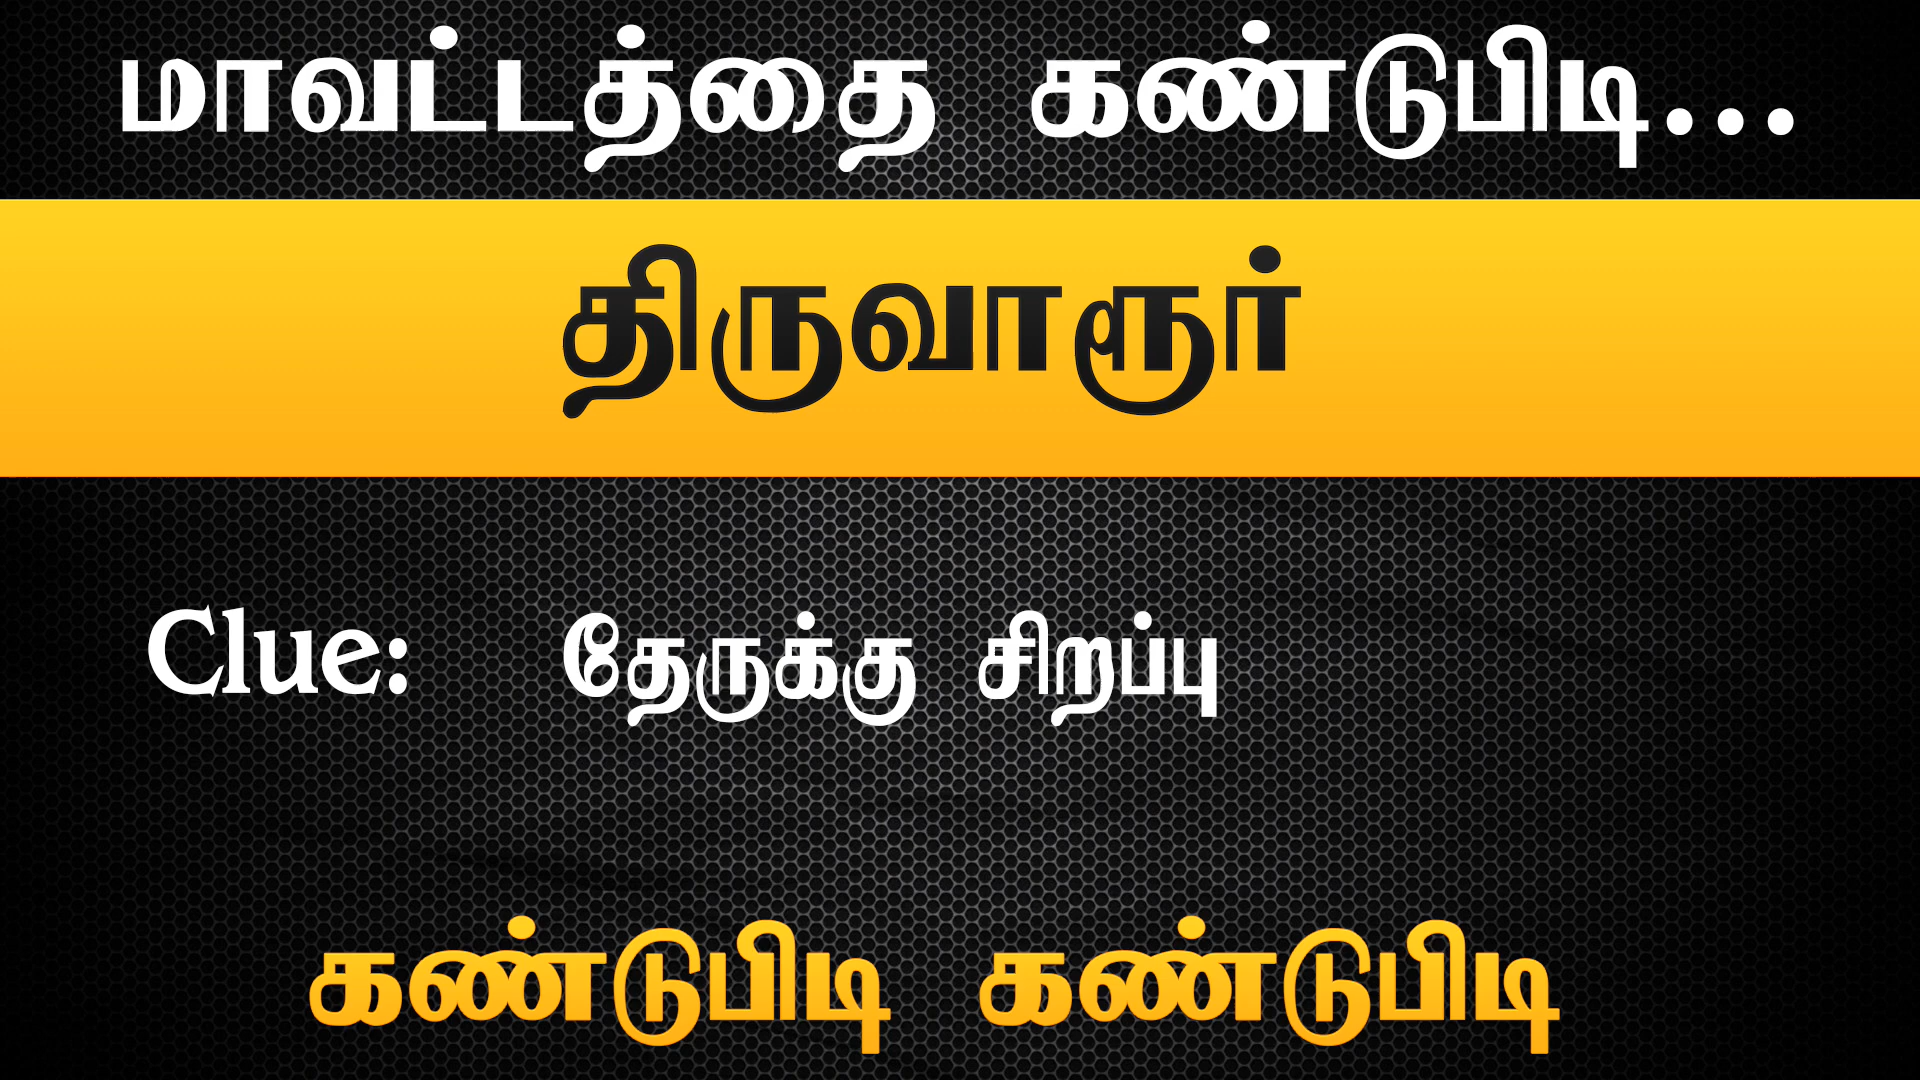 மாவட்டத்தை கண்டுபிடி...
திருவாரூர்
Clue: தேருக்கு சிறப்பு
கண்டுபிடி கண்டுபிடி